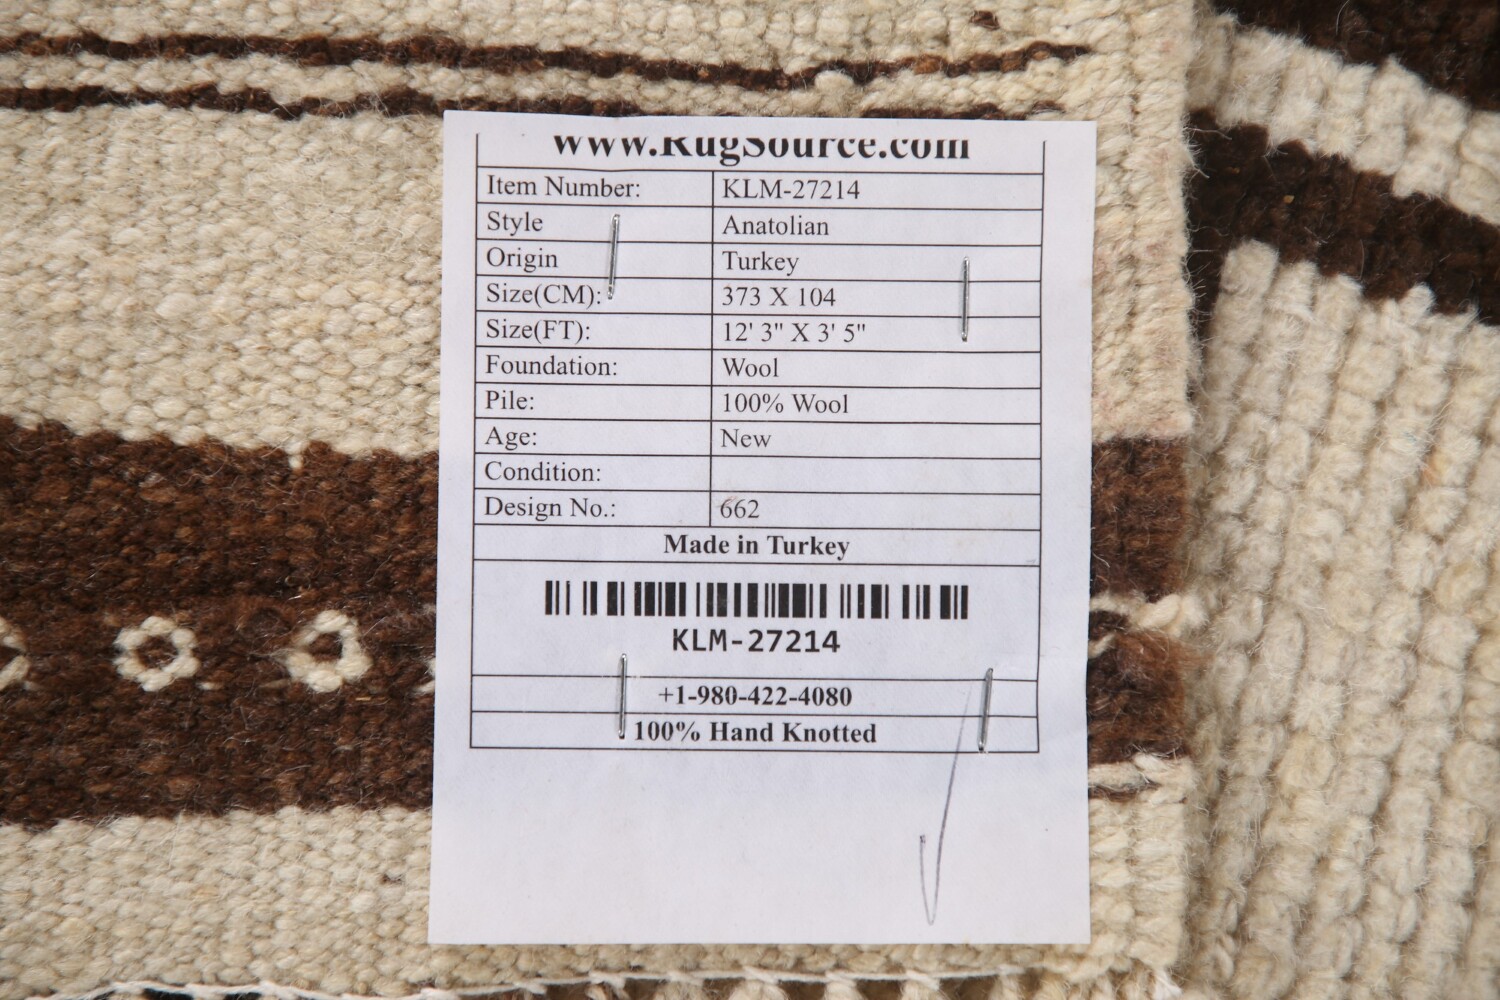 www.RugSource.com
Item Number: KLM-27214
Style Anatolian
Origin Turkey
Size(CM): 373 X 104
Size(FT): 12' 3" X 3' 5"
Foundation: Wool
Pile: 100% Wool
Age: New
Condition:
Design No.: 662
Made in Turkey
KLM-27214
+1-980-422-4080
100% Hand Knotted